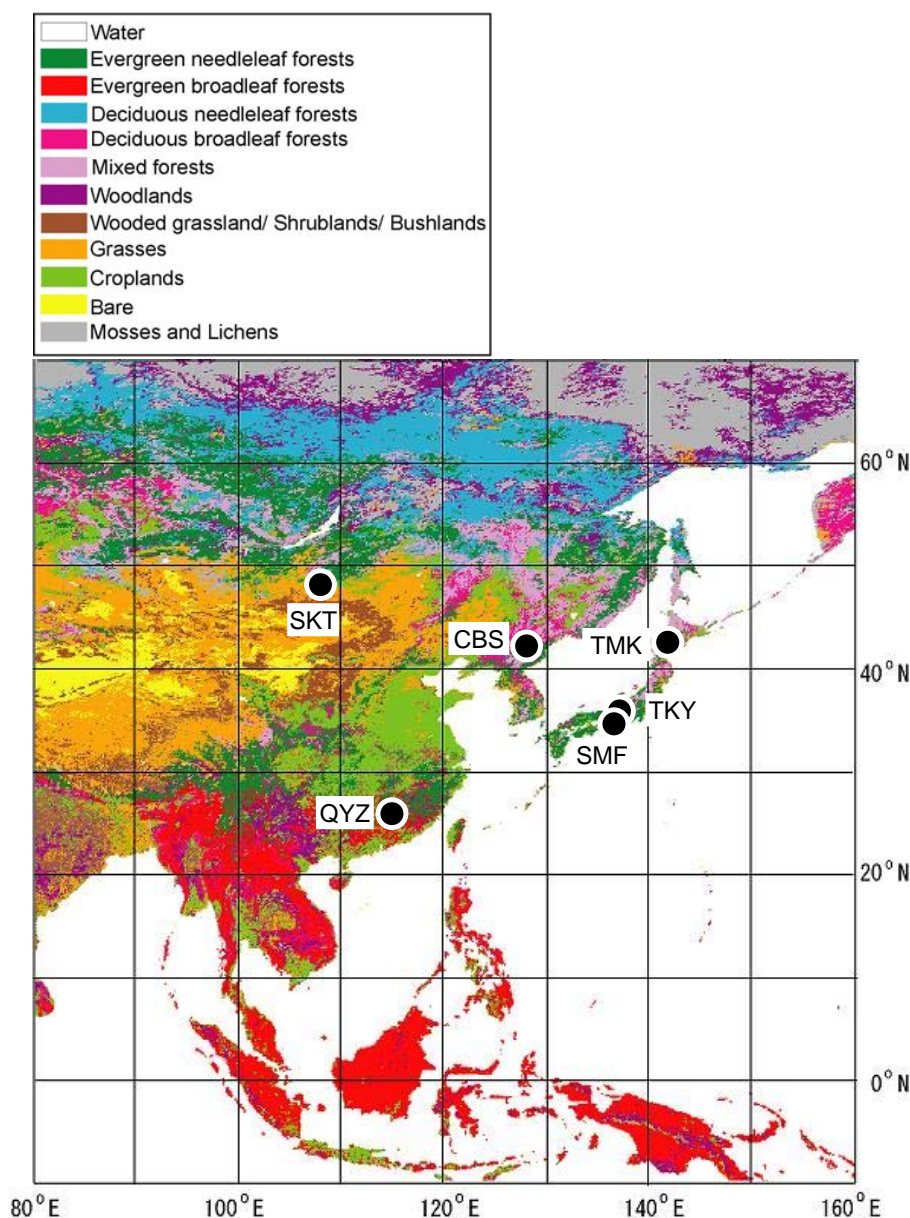 Water
Evergreen needleleaf forests
Evergreen broadleaf forests
Deciduous needleleaf forests
Deciduous broadleaf forests
Mixed forests
Woodlands
Wooded grassland/ Shrublands/ Bushlands
Grasses
Croplands
Bare
Mosses and Lichens
60°N
SKT
CBS
TMK
40°N
TKY
SMF
QYZ
20°N
0°N
80°E
100°E
120°E
140°E
160°E